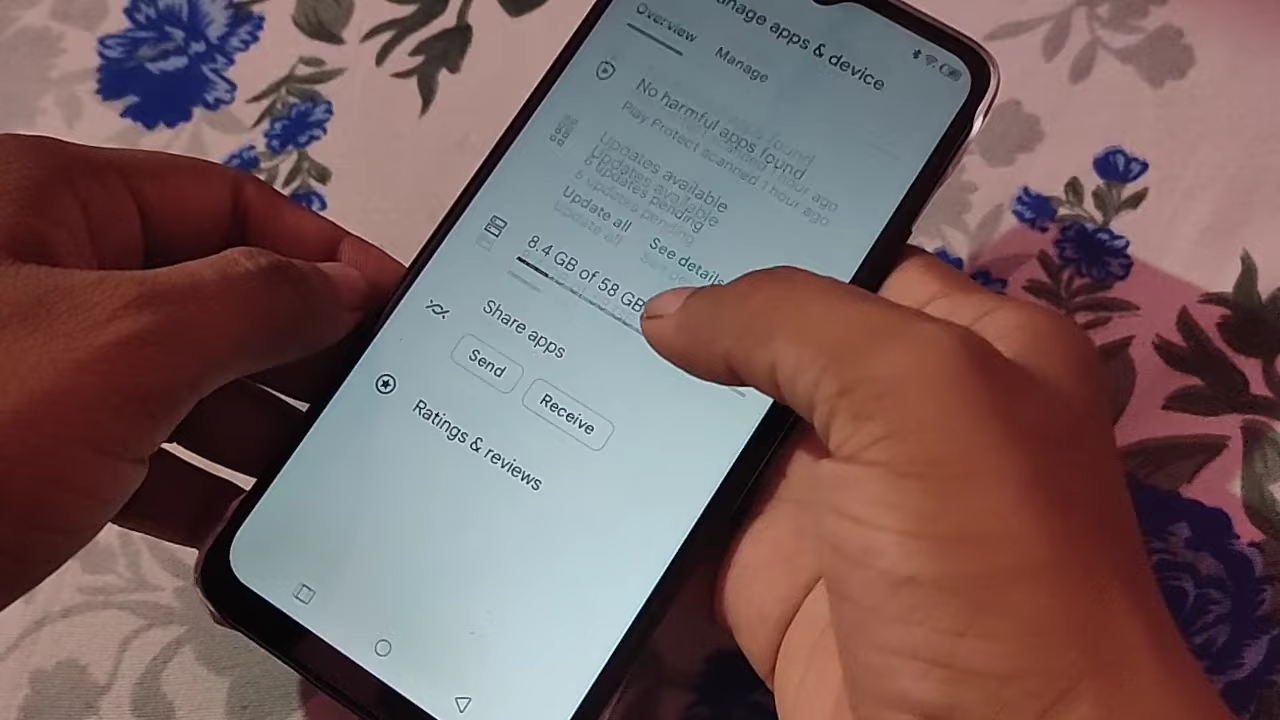 anage apps & device
Overview
Manage
No harmful apps found
Play Protect scanned 1 hour ago
Updates available
6 updates pending
Update all
See details
8.4 GB of 58 GB
Share apps
Send
Receive
Ratings & reviews